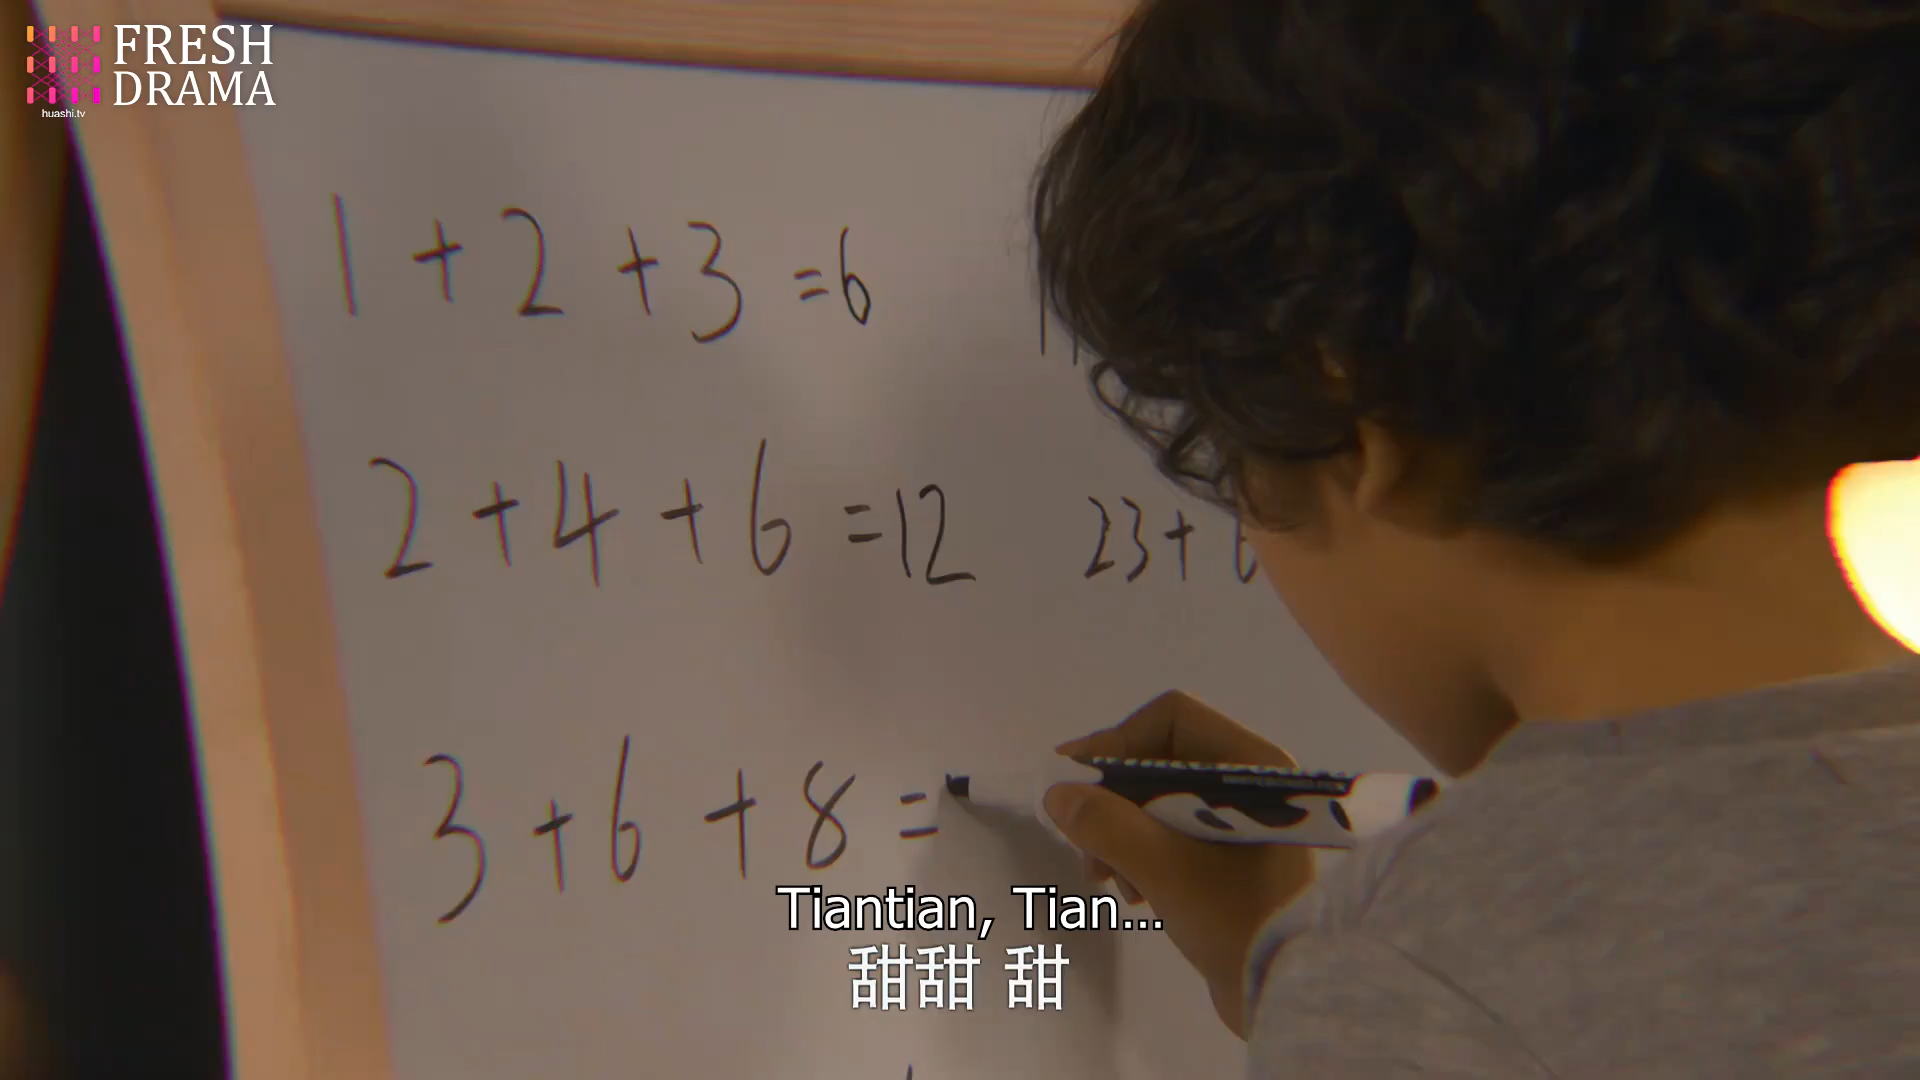 FRESH
DRAMA
huashi.tv
1+2+3=6
2+4+6=12
23+
3+6+8=
Tiantian, Tian...
甜甜 甜